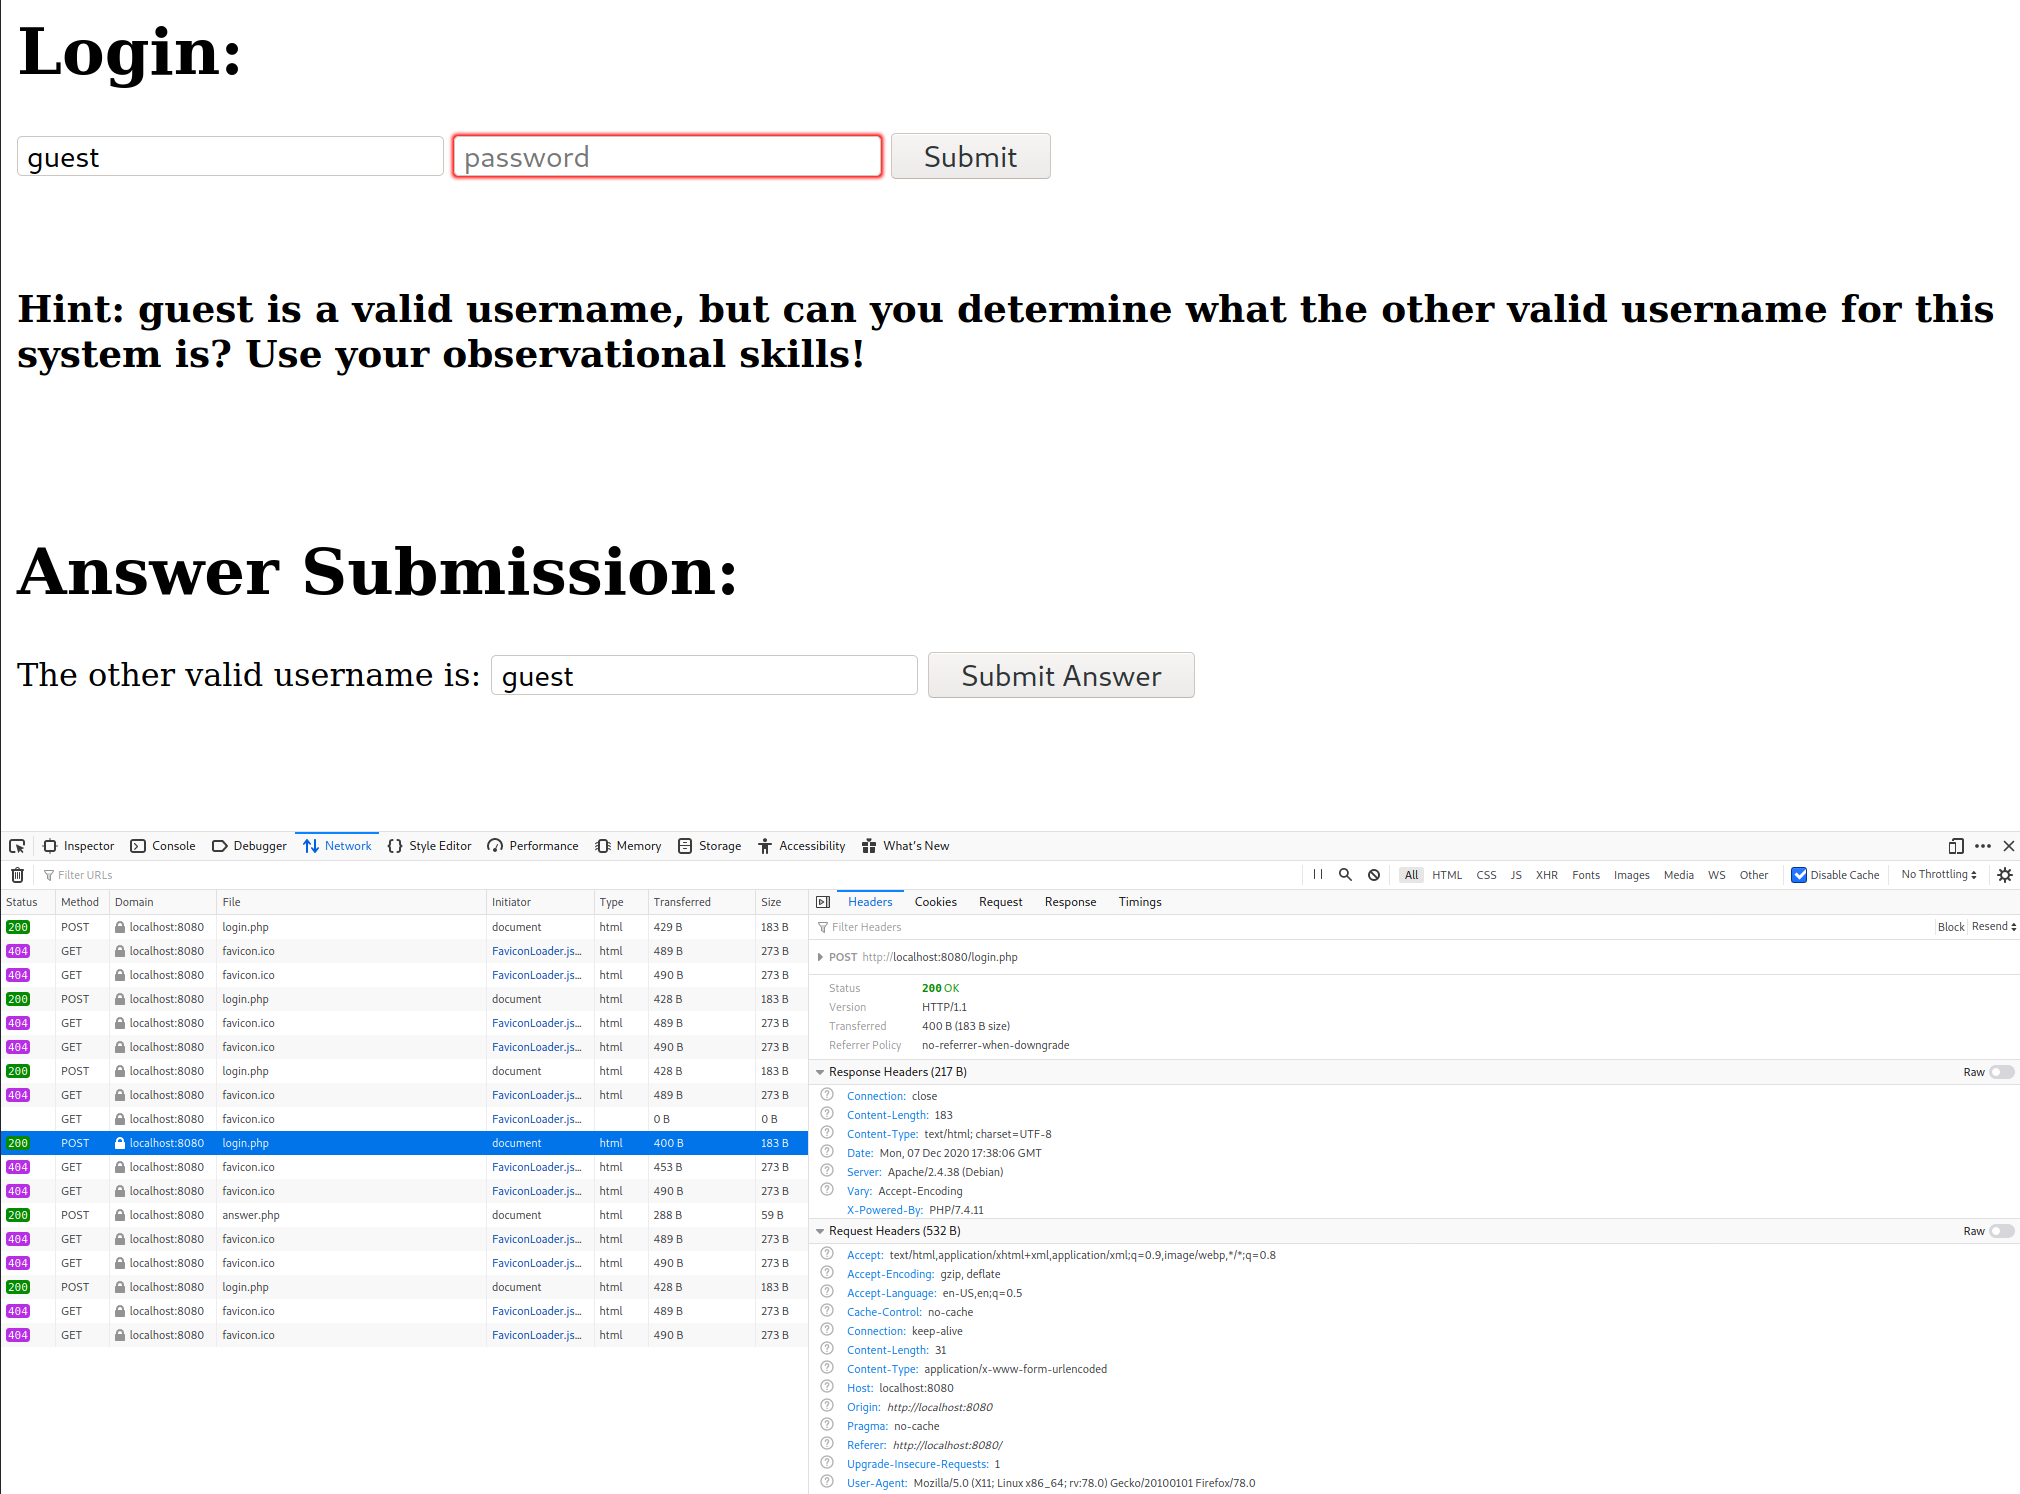 Login:
guest password Submit
Hint: guest is a valid username, but can you determine what the other valid username for this
system is? Use your observational skills!
Answer Submission:
The other valid username is: guest Submit Answer
Inspector Console Debugger Network Style Editor Performance Memory Storage Accessibility What's New
Filter URLs All HTML CSS JS XHR Fonts Images Media WS Other Disable Cache No Throttling
Status Method Domain File Initiator Type Transferred Size
200 POST localhost:8080 login.php document html 429 B 183 B
404 GET localhost:8080 favicon.ico FaviconLoader.js... html 489 B 273 B
404 GET localhost:8080 favicon.ico FaviconLoader.js... html 490 B 273 B
200 POST localhost:8080 login.php document html 428 B 183 B
404 GET localhost:8080 favicon.ico FaviconLoader.js... html 489 B 273 B
404 GET localhost:8080 favicon.ico FaviconLoader.js... html 490 B 273 B
200 POST localhost:8080 login.php document html 428 B 183 B
404 GET localhost:8080 favicon.ico FaviconLoader.js... html 489 B 273 B
GET localhost:8080 favicon.ico FaviconLoader.js... 0 B 0 B
200 POST localhost:8080 login.php document html 400 B 183 B
404 GET localhost:8080 favicon.ico FaviconLoader.js... html 453 B 273 B
404 GET localhost:8080 favicon.ico FaviconLoader.js... html 490 B 273 B
200 POST localhost:8080 answer.php document html 288 B 59 B
404 GET localhost:8080 favicon.ico FaviconLoader.js... html 489 B 273 B
404 GET localhost:8080 favicon.ico FaviconLoader.js... html 490 B 273 B
200 POST localhost:8080 login.php document html 428 B 183 B
404 GET localhost:8080 favicon.ico FaviconLoader.js... html 489 B 273 B
404 GET localhost:8080 favicon.ico FaviconLoader.js... html 490 B 273 B
Headers Cookies Request Response Timings
Filter Headers Block Resend
POST http://localhost:8080/login.php
Status 200 OK
Version HTTP/1.1
Transferred 400 B (183 B size)
Referrer Policy no-referrer-when-downgrade
Response Headers (217 B) Raw
Connection: close
Content-Length: 183
Content-Type: text/html; charset=UTF-8
Date: Mon, 07 Dec 2020 17:38:06 GMT
Server: Apache/2.4.38 (Debian)
Vary: Accept-Encoding
X-Powered-By: PHP/7.4.11
Request Headers (532 B) Raw
Accept: text/html,application/xhtml+xml,application/xml;q=0.9,image/webp,*/*;q=0.8
Accept-Encoding: gzip, deflate
Accept-Language: en-US,en;q=0.5
Cache-Control: no-cache
Connection: keep-alive
Content-Length: 31
Content-Type: application/x-www-form-urlencoded
Host: localhost:8080
Origin: http://localhost:8080
Pragma: no-cache
Referer: http://localhost:8080/
Upgrade-Insecure-Requests: 1
User-Agent: Mozilla/5.0 (X11; Linux x86_64; rv:78.0) Gecko/20100101 Firefox/78.0